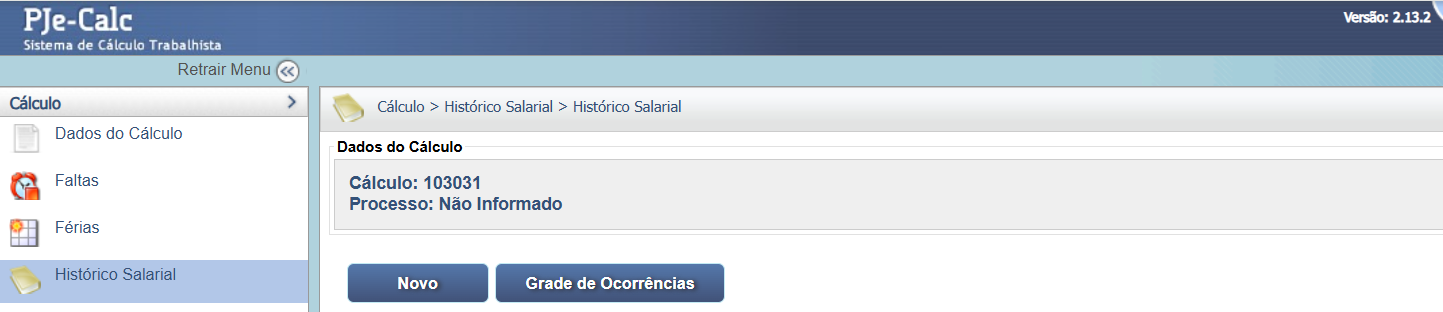 PJe-Calc
Sistema de Cálculo Trabalhista
Versão: 2.13.2
Retrair Menu
Cálculo
Dados do Cálculo
Faltas
Férias
Histórico Salarial
Cálculo > Histórico Salarial > Histórico Salarial
Dados do Cálculo
Cálculo: 103031
Processo: Não Informado
Novo
Grade de Ocorrências